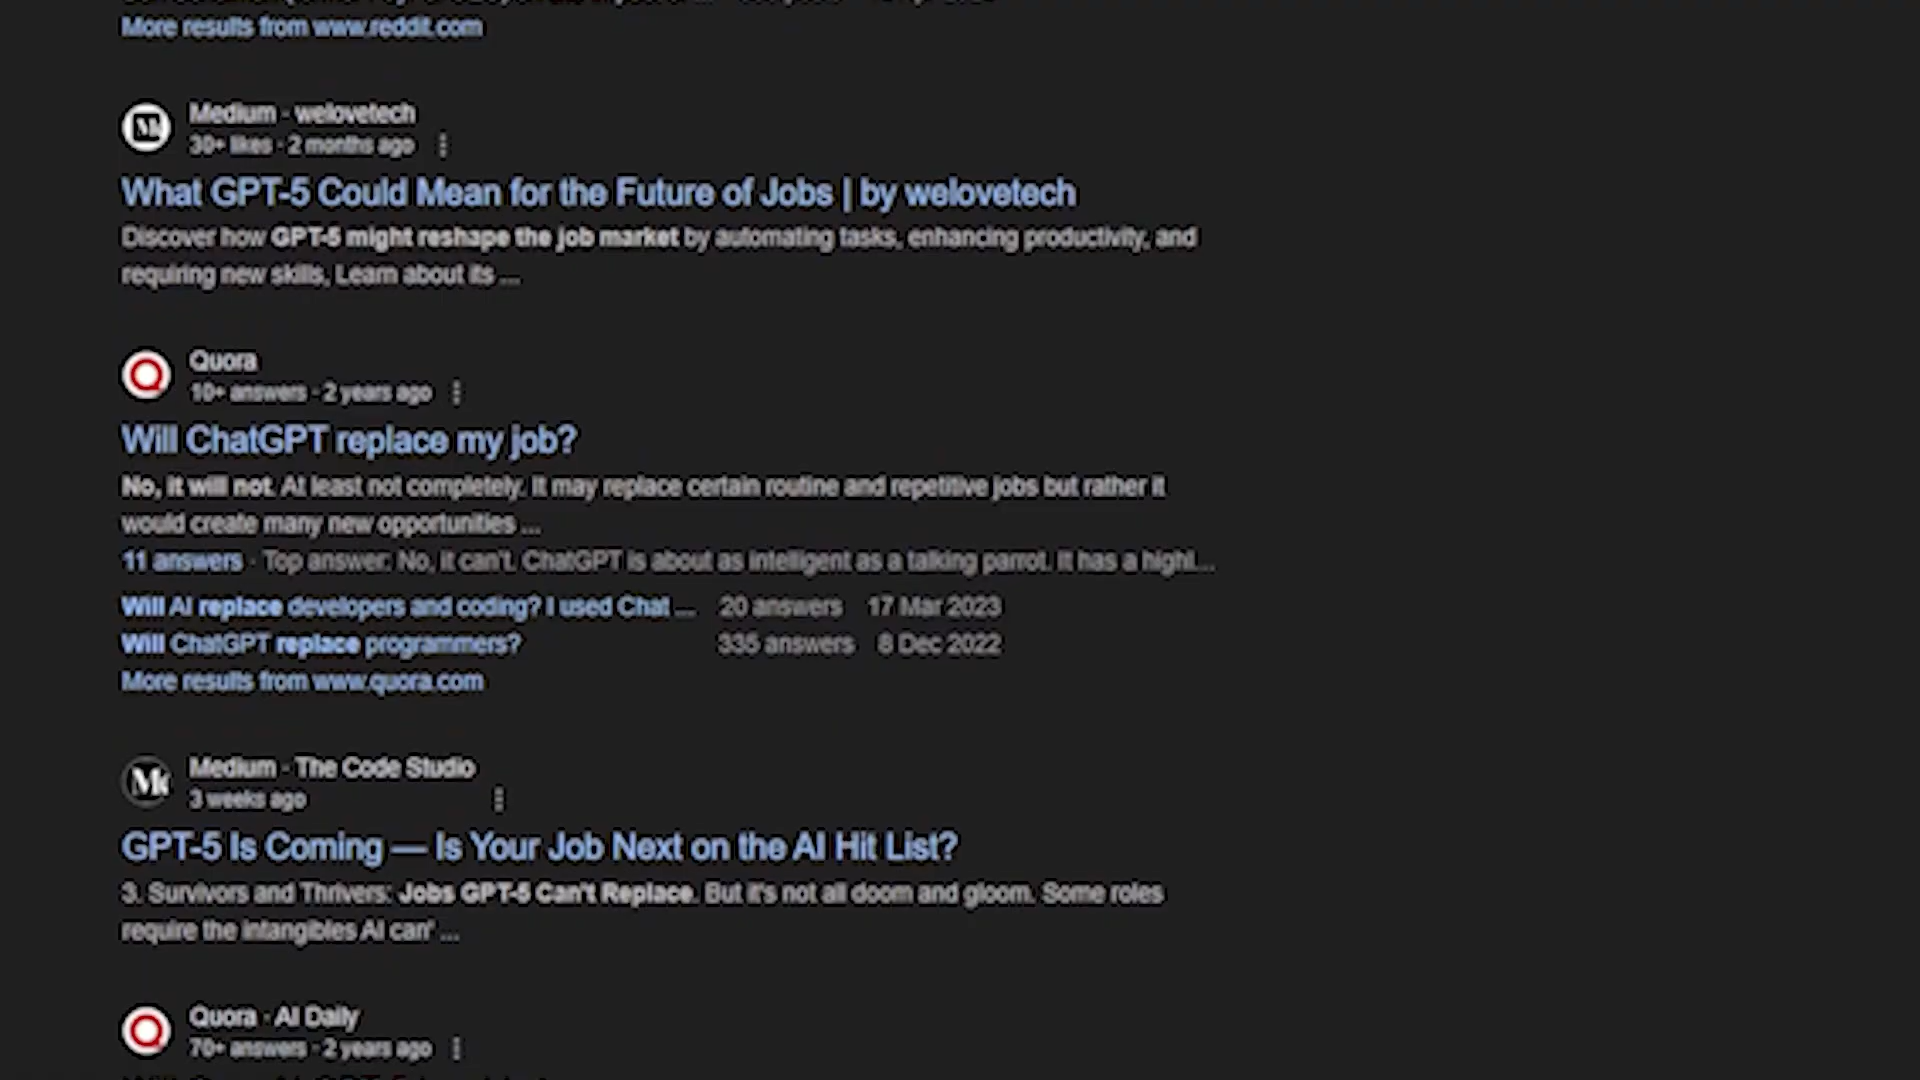 More results from www.reddit.com
Medium · welovetech
30+ likes · 2 months ago
What GPT-5 Could Mean for the Future of Jobs | by welovetech
Discover how GPT-5 might reshape the job market by automating tasks, enhancing productivity, and
requiring new skills, Learn about its ...
Quora
10+ answers · 2 years ago
Will ChatGPT replace my job?
No, it will not. At least not completely. It may replace certain routine and repetitive jobs but rather it
would create many new opportunities ...
11 answers · Top answer: No, it can't. ChatGPT is about as intelligent as a talking parrot. It has a highl...
Will AI replace developers and coding? I used Chat ... 20 answers 17 Mar 2023
Will ChatGPT replace programmers? 335 answers 8 Dec 2022
More results from www.quora.com
Medium · The Code Studio
3 weeks ago
GPT-5 Is Coming — Is Your Job Next on the AI Hit List?
3. Survivors and Thrivers: Jobs GPT-5 Can't Replace. But it's not all doom and gloom. Some roles
require the intangibles AI can' ...
Quora · AI Daily
70+ answers · 2 years ago